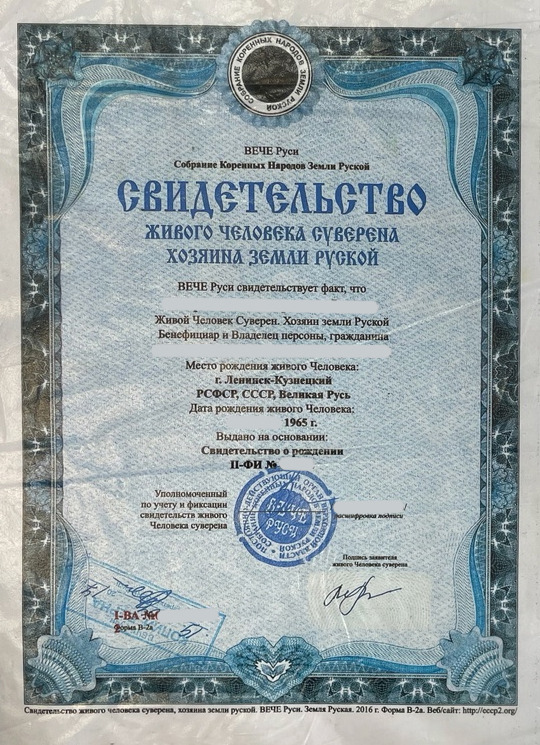 СОБРАНИЕ КОРЕННЫХ НАРОДОВ ЗЕМЛИ РУСКОЙ
ВЕЧЕ Руси
Собрание Коренных Народов Земли Руской
СВИДЕТЕЛЬСТВО
ЖИВОГО ЧЕЛОВЕКА СУВЕРЕНА
ХОЗЯИНА ЗЕМЛИ РУСКОЙ
ВЕЧЕ Руси свидетельствует факт, что
Живой Человек Суверен. Хозяин земли Руской
Бенефициар и Владелец персоны, гражданина
Место рождения живого Человека:
г. Ленинск-Кузнецкий
РСФСР, СССР, Великая Русь
Дата рождения живого Человека:
1965 г.
Выдано на основании:
Свидетельство о рождении
II-ФИ №
Уполномоченный
по учету и фиксации
свидетельств живого
Человека суверена
расшифровка подписи
ВЕЧЕ
РУСИ
Подпись заявителя
живого Человека суверена
I-ВА №
Форма В-2а
Свидетельство живого человека суверена, хозяина земли руской. ВЕЧЕ Руси. Земля Руская. 2016 г. Форма В-2а. Веб/сайт: http://eccp2.org/